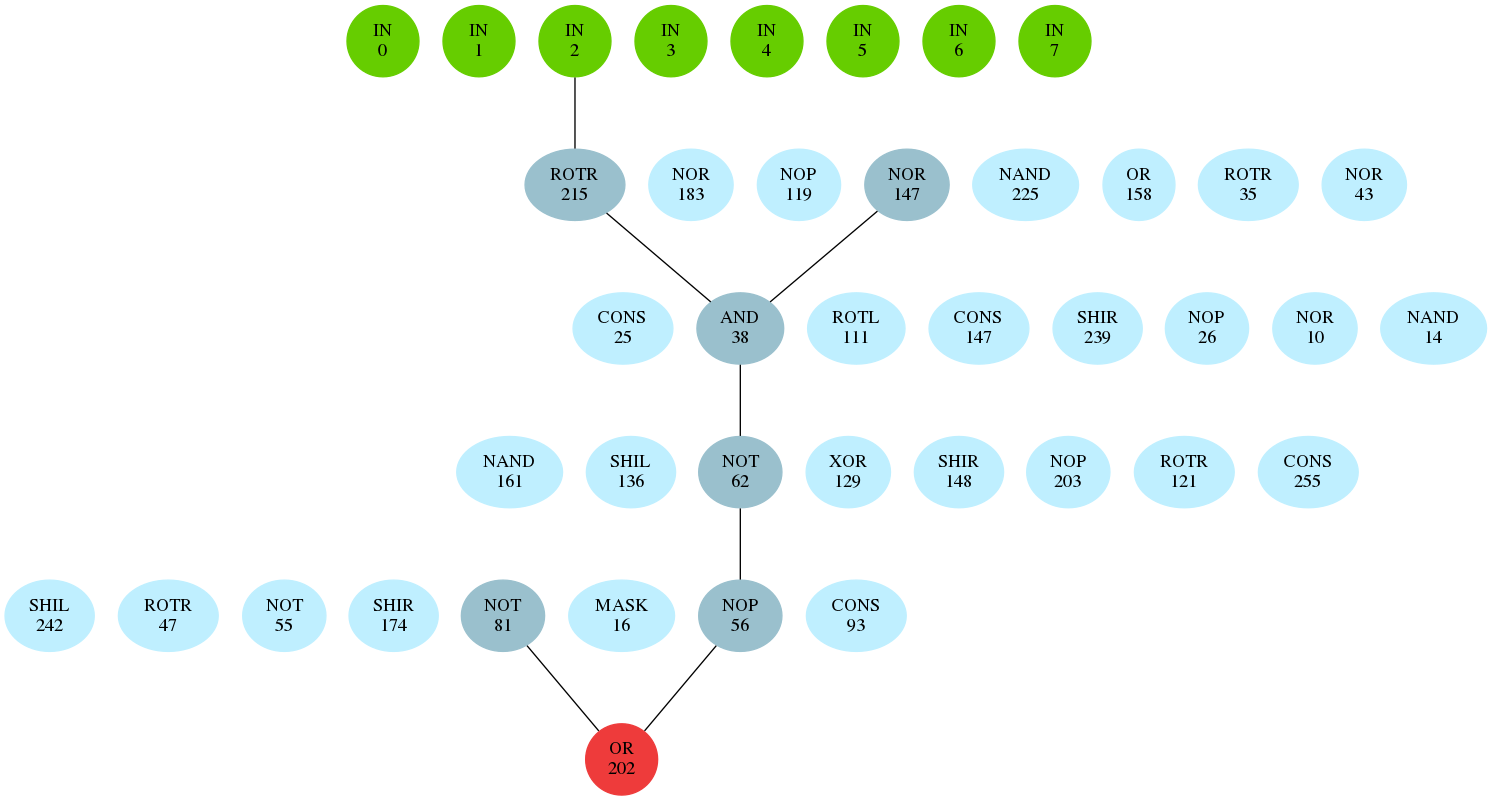 IN
0
IN
1
IN
2
IN
3
IN
4
IN
5
IN
6
IN
7
ROTR
215
NOR
183
NOP
119
NOR
147
NAND
225
OR
158
ROTR
35
NOR
43
CONS
25
AND
38
ROTL
111
CONS
147
SHIR
239
NOP
26
NOR
10
NAND
14
NAND
161
SHIL
136
NOT
62
XOR
129
SHIR
148
NOP
203
ROTR
121
CONS
255
SHIL
242
ROTR
47
NOT
55
SHIR
174
NOT
81
MASK
16
NOP
56
CONS
93
OR
202